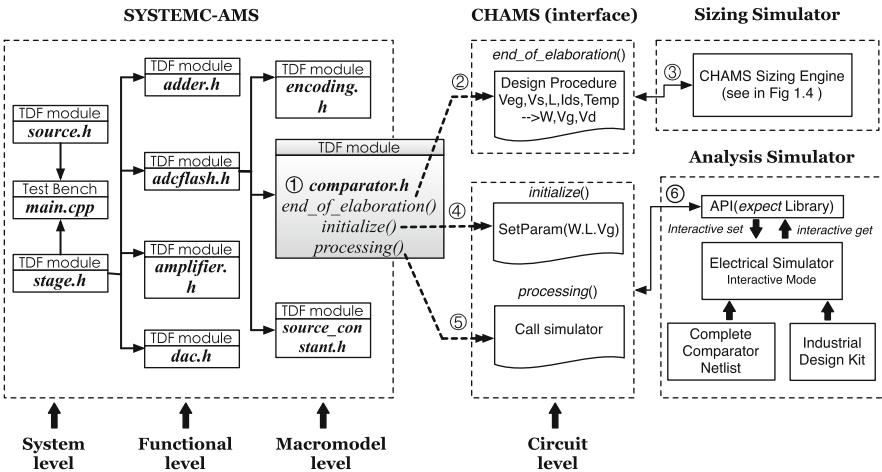 SYSTEMC-AMS
CHAMS (interface)
Sizing Simulator
TDF module
adder.h
TDF module
encoding.
h
TDF module
source.h
Test Bench
main.cpp
TDF module
adcflash.h
TDF module
① comparator.h
end_of_elaboration()
initialize()
processing()
TDF module
stage.h
TDF module
amplifier.
h
TDF module
dac.h
TDF module
source_con
stant.h
②
end_of_elaboration()
Design Procedure
Veg,Vs,L,Ids,Temp
-->W,Vg,Vd
③
CHAMS Sizing Engine
(see in Fig 1.4 )
Analysis Simulator
④
initialize()
SetParam(W.L.Vg)
⑤
processing()
Call simulator
⑥
API(expect Library)
Interactive set
interactive get
Electrical Simulator
Interactive Mode
Complete
Comparator
Netlist
Industrial
Design Kit
System
level
Functional
level
Macromodel
level
Circuit
level